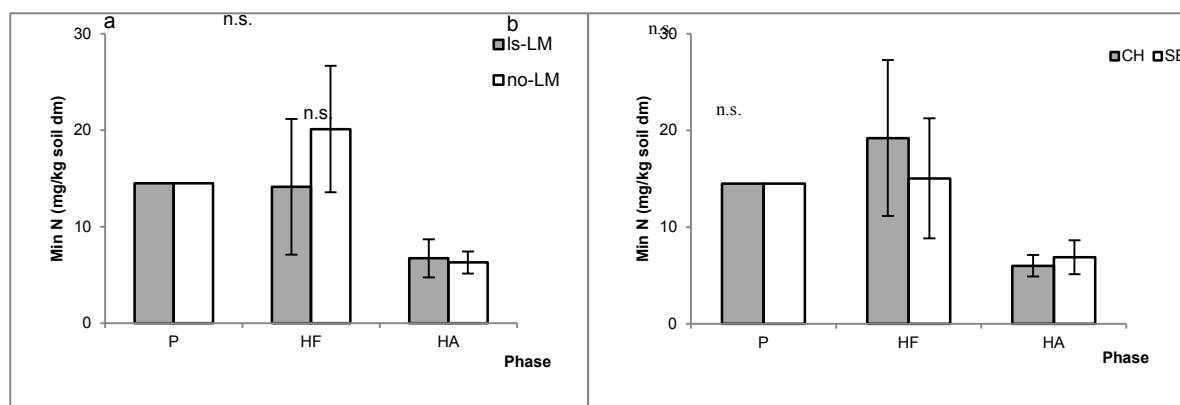 a
n.s.
b
30
ls-LM
no-LM
20
n.s.
10
0
Min N (mg/kg soil dm)
P
HF
HA
Phase
n.s.
30
CH
SE
20
n.s.
10
0
Min N (mg/kg soil dm)
P
HF
HA
Phase